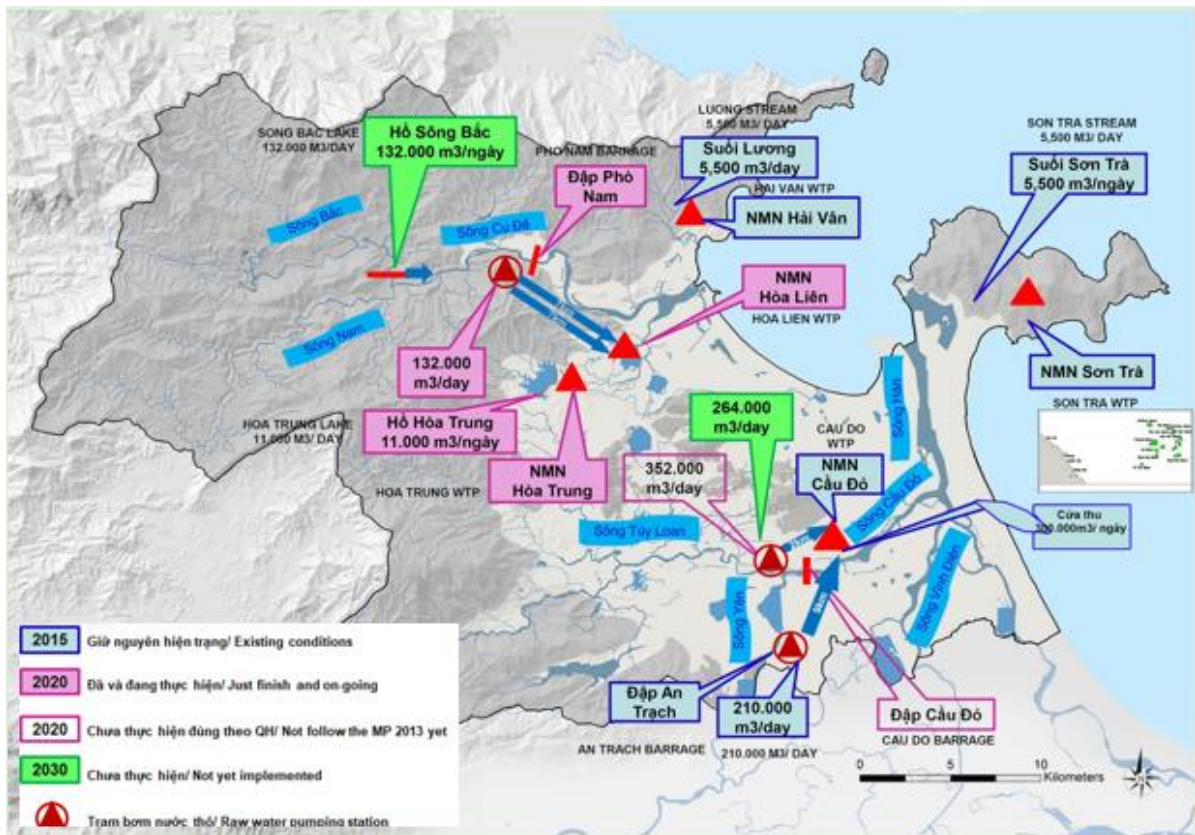 LUONG STREAM
5,500 M3/ DAY
SON TRA STREAM
5,500 M3/ DAY
SONG BAC LAKE
132.000 M3/DAY
Hồ Sông Bắc
132.000 m3/ngày
PHO NAM BARRAGE
Suối Lương
5,500 m3/day
Suối Sơn Trà
5,500 m3/ngày
Đập Phò
Nam
HAI VAN WTP
NMN Hải Vân
Sông Bắc
Sông Cu Đê
NMN
Hòa Liên
HOA LIEN WTP
Sông Nam
132.000
m3/day
NMN Sơn Trà
SON TRA WTP
Sông Hàn
264.000
m3/day
HOA TRUNG LAKE
11.000 M3/ DAY
Hồ Hòa Trung
11.000 m3/ngày
CAU DO
WTP
NMN
Cầu Đỏ
352.000
m3/day
NMN
Hòa Trung
HOA TRUNG WTP
Sông Cầu Đỏ
Cửa thu
300.000m3/ ngày
Sông Túy Loan
Sông Yên
9km
Sông Vĩnh Điện
Đập An
Trạch
210.000
m3/day
Đập Cầu Đỏ
AN TRACH BARRAGE
210.000 M3/ DAY
CAU DO BARRAGE
0 2.5 5 10
Kilometers
N
2015 Giữ nguyên hiện trạng/ Existing conditions
2020 Đã và đang thực hiện/ Just finish and on-going
2020 Chưa thực hiện đúng theo QH/ Not follow the MP 2013 yet
2030 Chưa thực hiện/ Not yet implemented
Trạm bơm nước thô/ Raw water pumping station